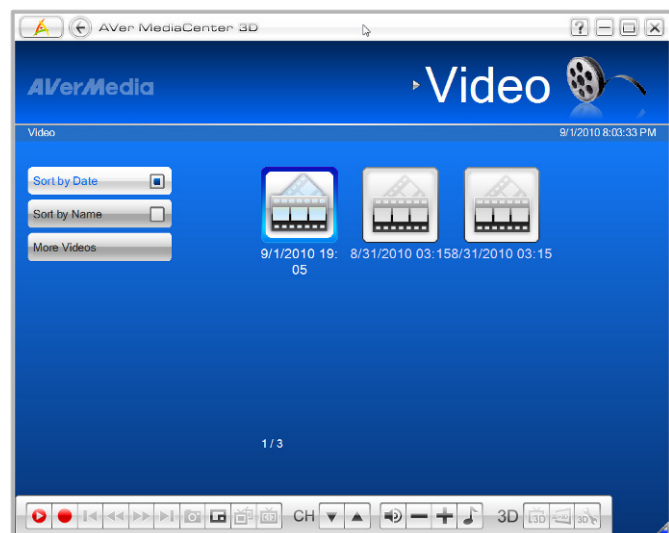 AVer MediaCenter 3D
AVerMedia
Video
Video
9/1/2010 8:03:33 PM
Sort by Date
Sort by Name
More Videos
9/1/2010 19:
05
8/31/2010 03:15
8/31/2010 03:15
1 / 3
CH
3D
3D
3D